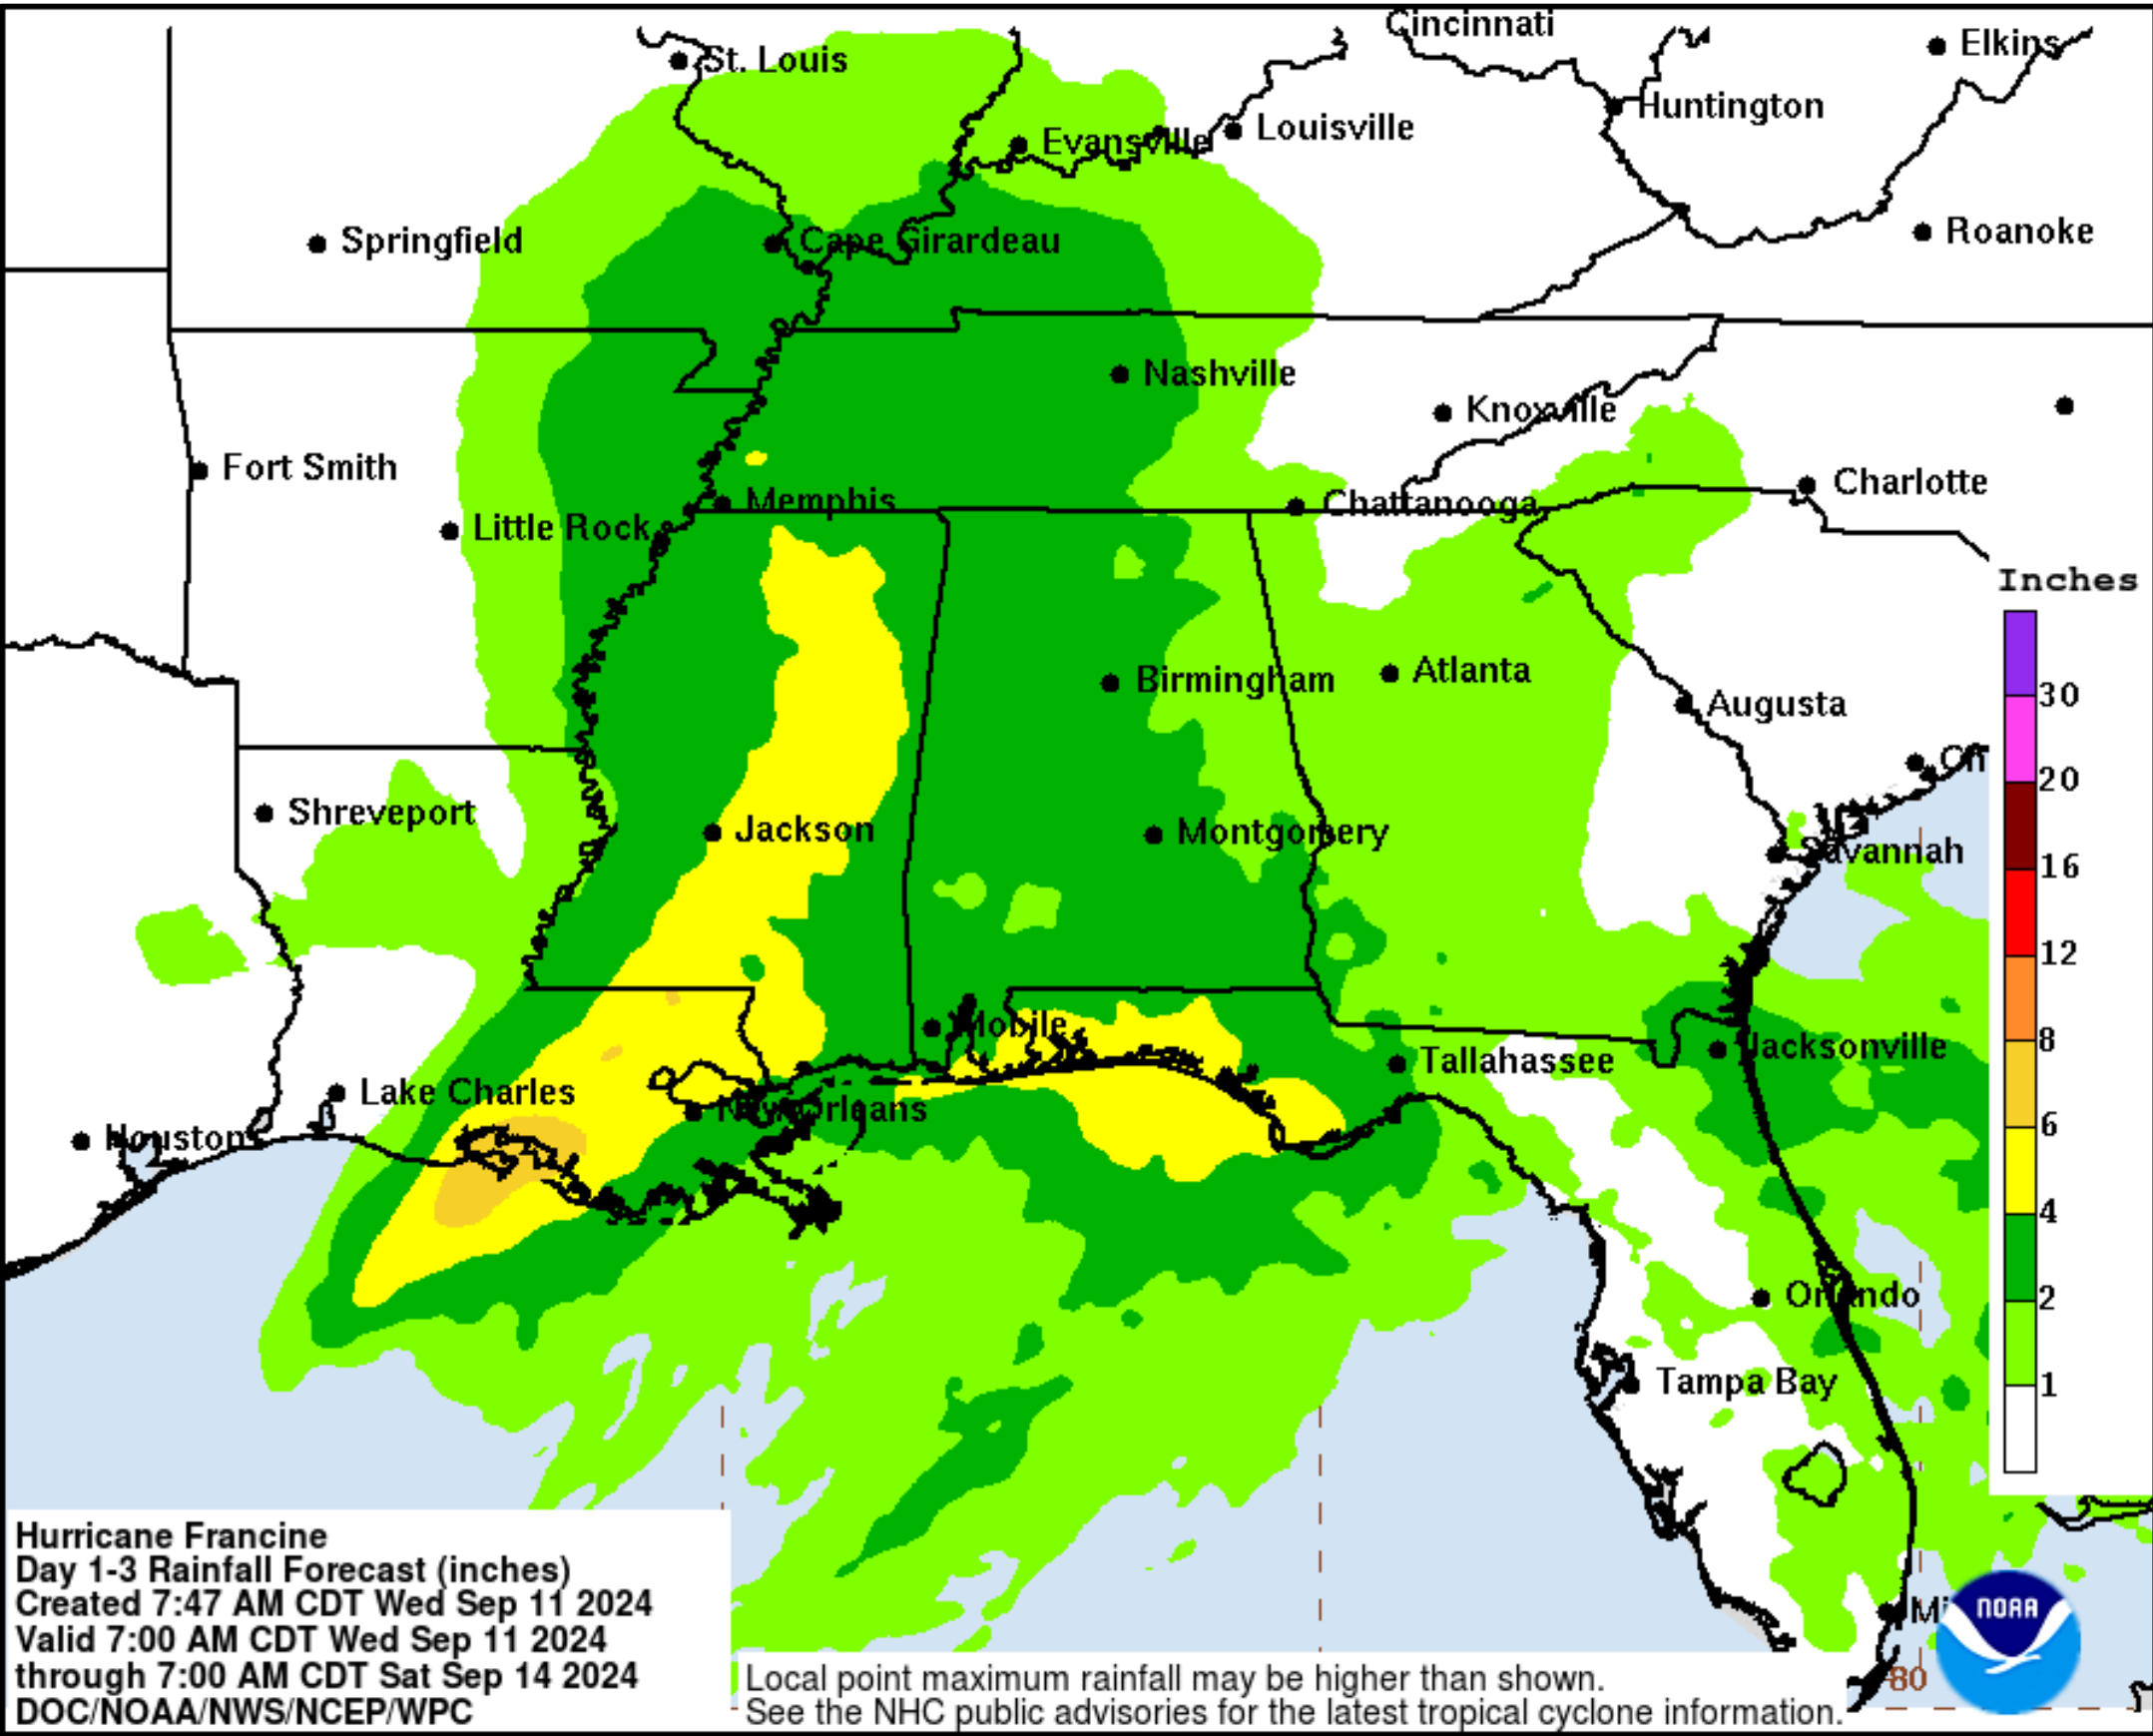 Cincinnati
St. Louis
Elkins
Huntington
Evansville
Louisville
Springfield
Cape Girardeau
Roanoke
Nashville
Knoxville
Fort Smith
Charlotte
Memphis
Chattanooga
Little Rock
Inches
Birmingham
Atlanta
30
Augusta
20
Shreveport
Jackson
Montgomery
Savannah
16
12
Mobile
8
Tallahassee
Jacksonville
Lake Charles
New Orleans
6
Houston
4
2
Orlando
1
Tampa Bay
Hurricane Francine
Day 1-3 Rainfall Forecast (inches)
Created 7:47 AM CDT Wed Sep 11 2024
Valid 7:00 AM CDT Wed Sep 11 2024
through 7:00 AM CDT Sat Sep 14 2024
DOC/NOAA/NWS/NCEP/WPC
NOAA
Mi
80
Local point maximum rainfall may be higher than shown.
See the NHC public advisories for the latest tropical cyclone information.